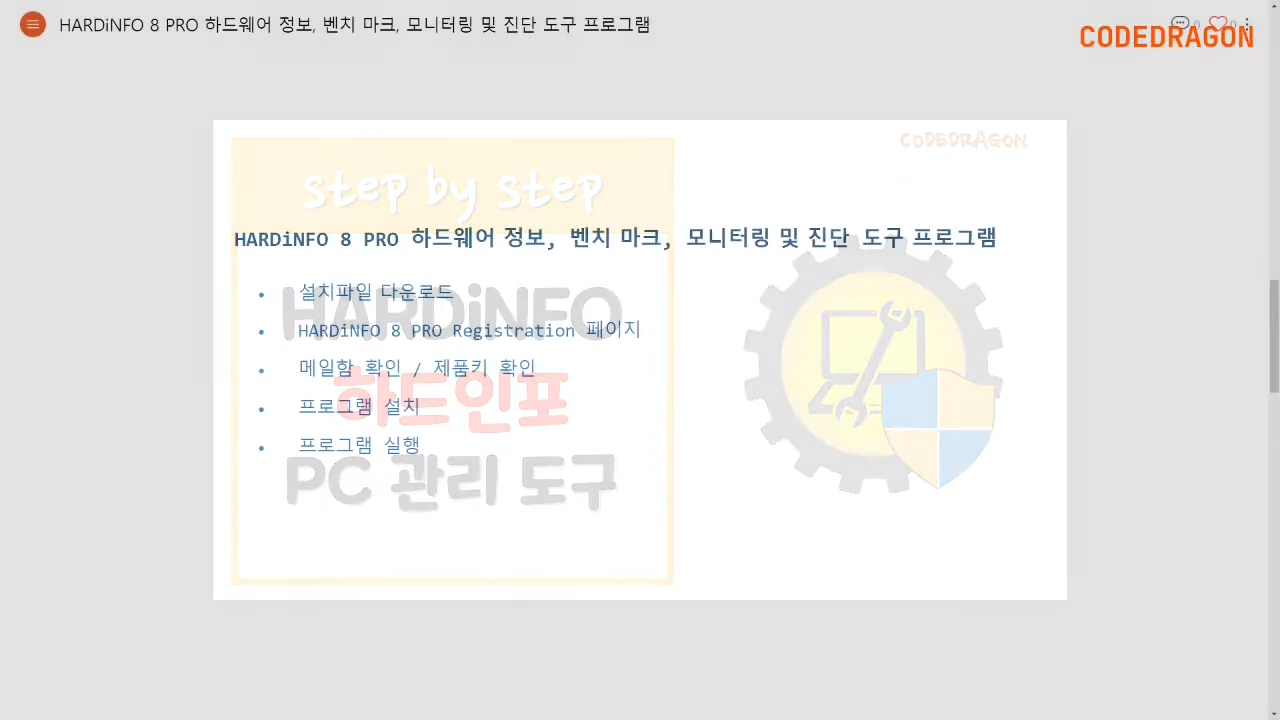 HARDiNFO 8 PRO 하드웨어 정보, 벤치 마크, 모니터링 및 진단 도구 프로그램
0 0
CODEDRAGON
CODEDRAGON
step by step
HARDiNFO 8 PRO 하드웨어 정보, 벤치 마크, 모니터링 및 진단 도구 프로그램
• 설치파일 다운로드
HARDiNFO
• HARDiNFO 8 PRO Registration 페이지
• 메일함 확인 / 제품키 확인
하드인포
• 프로그램 설치
• 프로그램 실행
PC 관리 도구